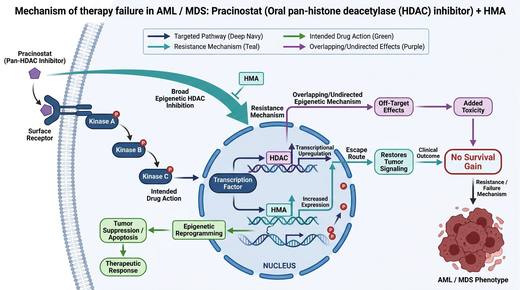 Mechanism of therapy failure in AML / MDS: Pracinostat (Oral pan-histone deacetylase (HDAC) inhibitor) + HMA
Targeted Pathway (Deep Navy)
Intended Drug Action (Green)
Resistance Mechanism (Teal)
Overlapping/Undirected Effects (Purple)
Pracinostat
(Pan-HDAC Inhibitor)
Surface
Receptor
Kinase A
P
Kinase B
P
Kinase C
P
Intended
Drug Action
Broad
Epigenetic HDAC
Inhibition
HMA
Resistance
Mechanism
Overlapping/Undirected
Epigenetic Mechanism
Off-Target
Effects
Added
Toxicity
HDAC
Transcriptional
Upregulation
Transcription
Factor
HMA
Increased
Expression
P
P
P
NUCLEUS
Escape
Route
Restores
Tumor
Signaling
Clinical
Outcome
No Survival
Gain
Resistance /
Failure
Mechanism
AML / MDS Phenotype
Epigenetic
Reprogramming
Tumor
Suppression /
Apoptosis
Therapeutic
Response